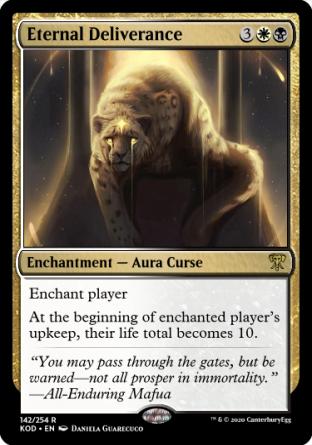 Eternal Deliverance 3
Enchantment — Aura Curse
Enchant player
At the beginning of enchanted player's
upkeep, their life total becomes 10.
“You may pass through the gates, but be
warned—not all prosper in immortality.”
—All-Enduring Mafua
142/254 R
KOD • EN Daniela Guarecuco
™ & © 2020 CanterburyEgg